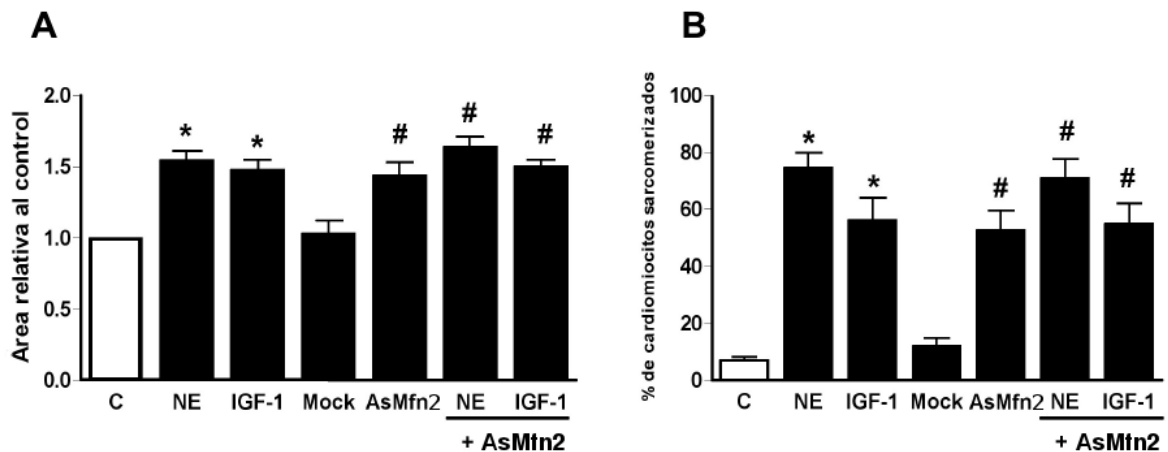 A
Area relativa al control
2.0
1.5
1.0
0.5
0.0
* * # # #
C NE IGF-1 Mock AsMfn2 NE IGF-1
+ AsMfn2
B
% de cardiomiocitos sarcomerizados
100
80
60
40
20
0
* * # # #
C NE IGF-1 Mock AsMfn2 NE IGF-1
+ AsMfn2